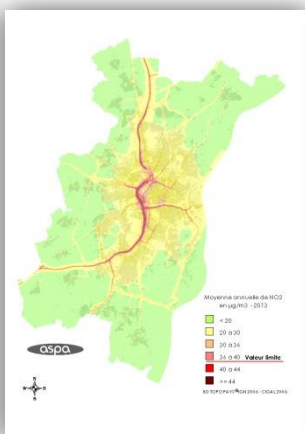 Moyenne annuelle de NO2
en µg/m3 - 2013
< 20
20 à 30
30 à 36
36 à 40 Valeur limite
40 à 44
>= 44
aspa